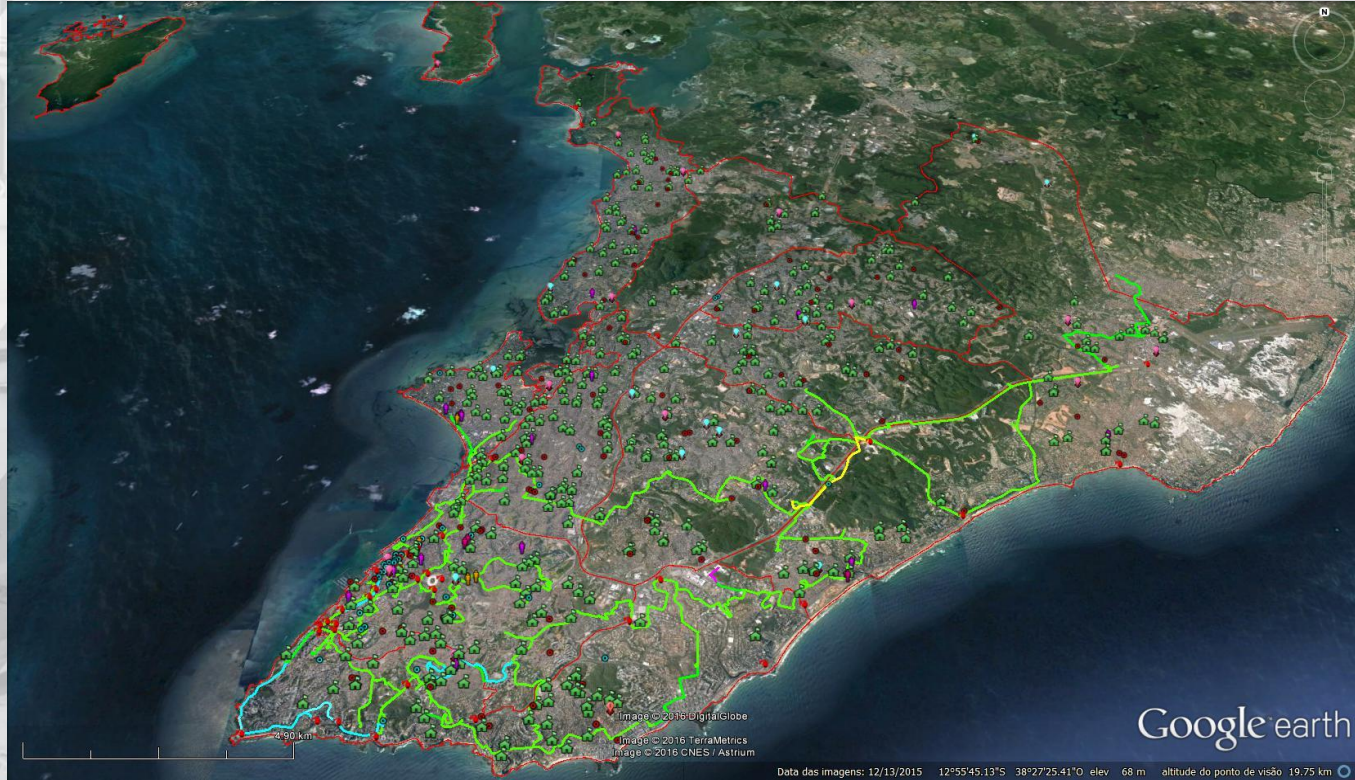 N
4.90 km
Image © 2016 DigitalGlobe
Image © 2016 TerraMetrics
Image © 2016 CNES / Astrium
Google earth
Data das imagens: 12/13/2015 12°55'45.13"S 38°27'25.41"O elev 68 m altitude do ponto de visão 19.75 km